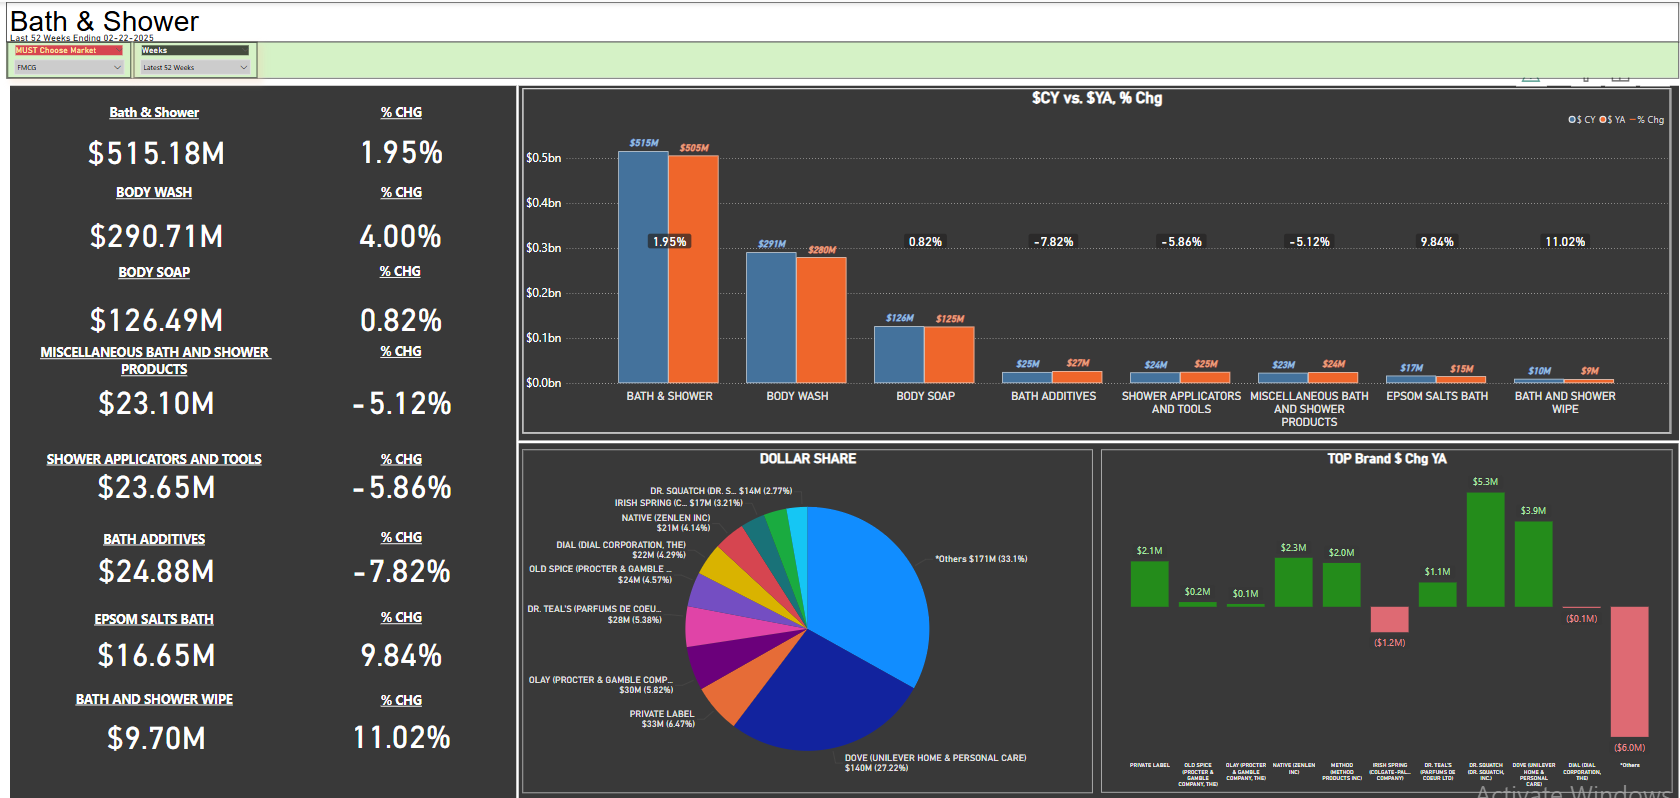 Bath & Shower
Last 52 Weeks Ending 02-22-2025
MUST Choose Market
Weeks
FMCG
Latest 52 Weeks
Bath & Shower
% CHG
$515.18M
1.95%
BODY WASH
% CHG
$290.71M
4.00%
BODY SOAP
% CHG
$126.49M
0.82%
MISCELLANEOUS BATH AND SHOWER
PRODUCTS
% CHG
$23.10M
-5.12%
SHOWER APPLICATORS AND TOOLS
% CHG
$23.65M
-5.86%
BATH ADDITIVES
% CHG
$24.88M
-7.82%
EPSOM SALTS BATH
% CHG
$16.65M
9.84%
BATH AND SHOWER WIPE
% CHG
$9.70M
11.02%
$CY vs. $YA, % Chg
$ CY $ YA % Chg
$0.5bn
$0.4bn
$0.3bn
$0.2bn
$0.1bn
$0.0bn
$515M
$505M
$291M
$280M
$126M
$125M
$25M
$27M
$24M
$25M
$23M
$24M
$17M
$15M
$10M
$9M
1.95%
0.82%
-7.82%
-5.86%
-5.12%
9.84%
11.02%
BATH & SHOWER
BODY WASH
BODY SOAP
BATH ADDITIVES
SHOWER APPLICATORS
AND TOOLS
MISCELLANEOUS BATH
AND SHOWER
PRODUCTS
EPSOM SALTS BATH
BATH AND SHOWER
WIPE
DOLLAR SHARE
DR. SQUATCH (DR. S... $14M (2.77%)
IRISH SPRING (C... $17M (3.21%)
NATIVE (ZENLEN INC)
$21M (4.14%)
DIAL (DIAL CORPORATION, THE)
$22M (4.29%)
OLD SPICE (PROCTER & GAMBLE ...
$24M (4.57%)
DR. TEAL'S (PARFUMS DE COEU...
$28M (5.38%)
OLAY (PROCTER & GAMBLE COMP...
$30M (5.82%)
PRIVATE LABEL
$33M (6.47%)
*Others $171M (33.1%)
DOVE (UNILEVER HOME & PERSONAL CARE)
$140M (27.22%)
TOP Brand $ Chg YA
$2.1M
$0.2M
$0.1M
$2.3M
$2.0M
($1.2M)
$1.1M
$5.3M
$3.9M
($0.1M)
($6.0M)
PRIVATE LABEL
OLD SPICE
(PROCTER &
GAMBLE
COMPANY, THE)
OLAY (PROCTER
& GAMBLE
COMPANY, THE)
NATIVE (ZENLEN
INC)
METHOD
(METHOD
PRODUCTS INC)
IRISH SPRING
(COLGATE-PAL...
COMPANY)
DR. TEAL'S
(PARFUMS DE
COEUR LTD)
DR. SQUATCH
(DR. SQUATCH,
INC.)
DOVE (UNILEVER
HOME &
PERSONAL
CARE)
DIAL (DIAL
CORPORATION,
THE)
*Others
Activate Windows